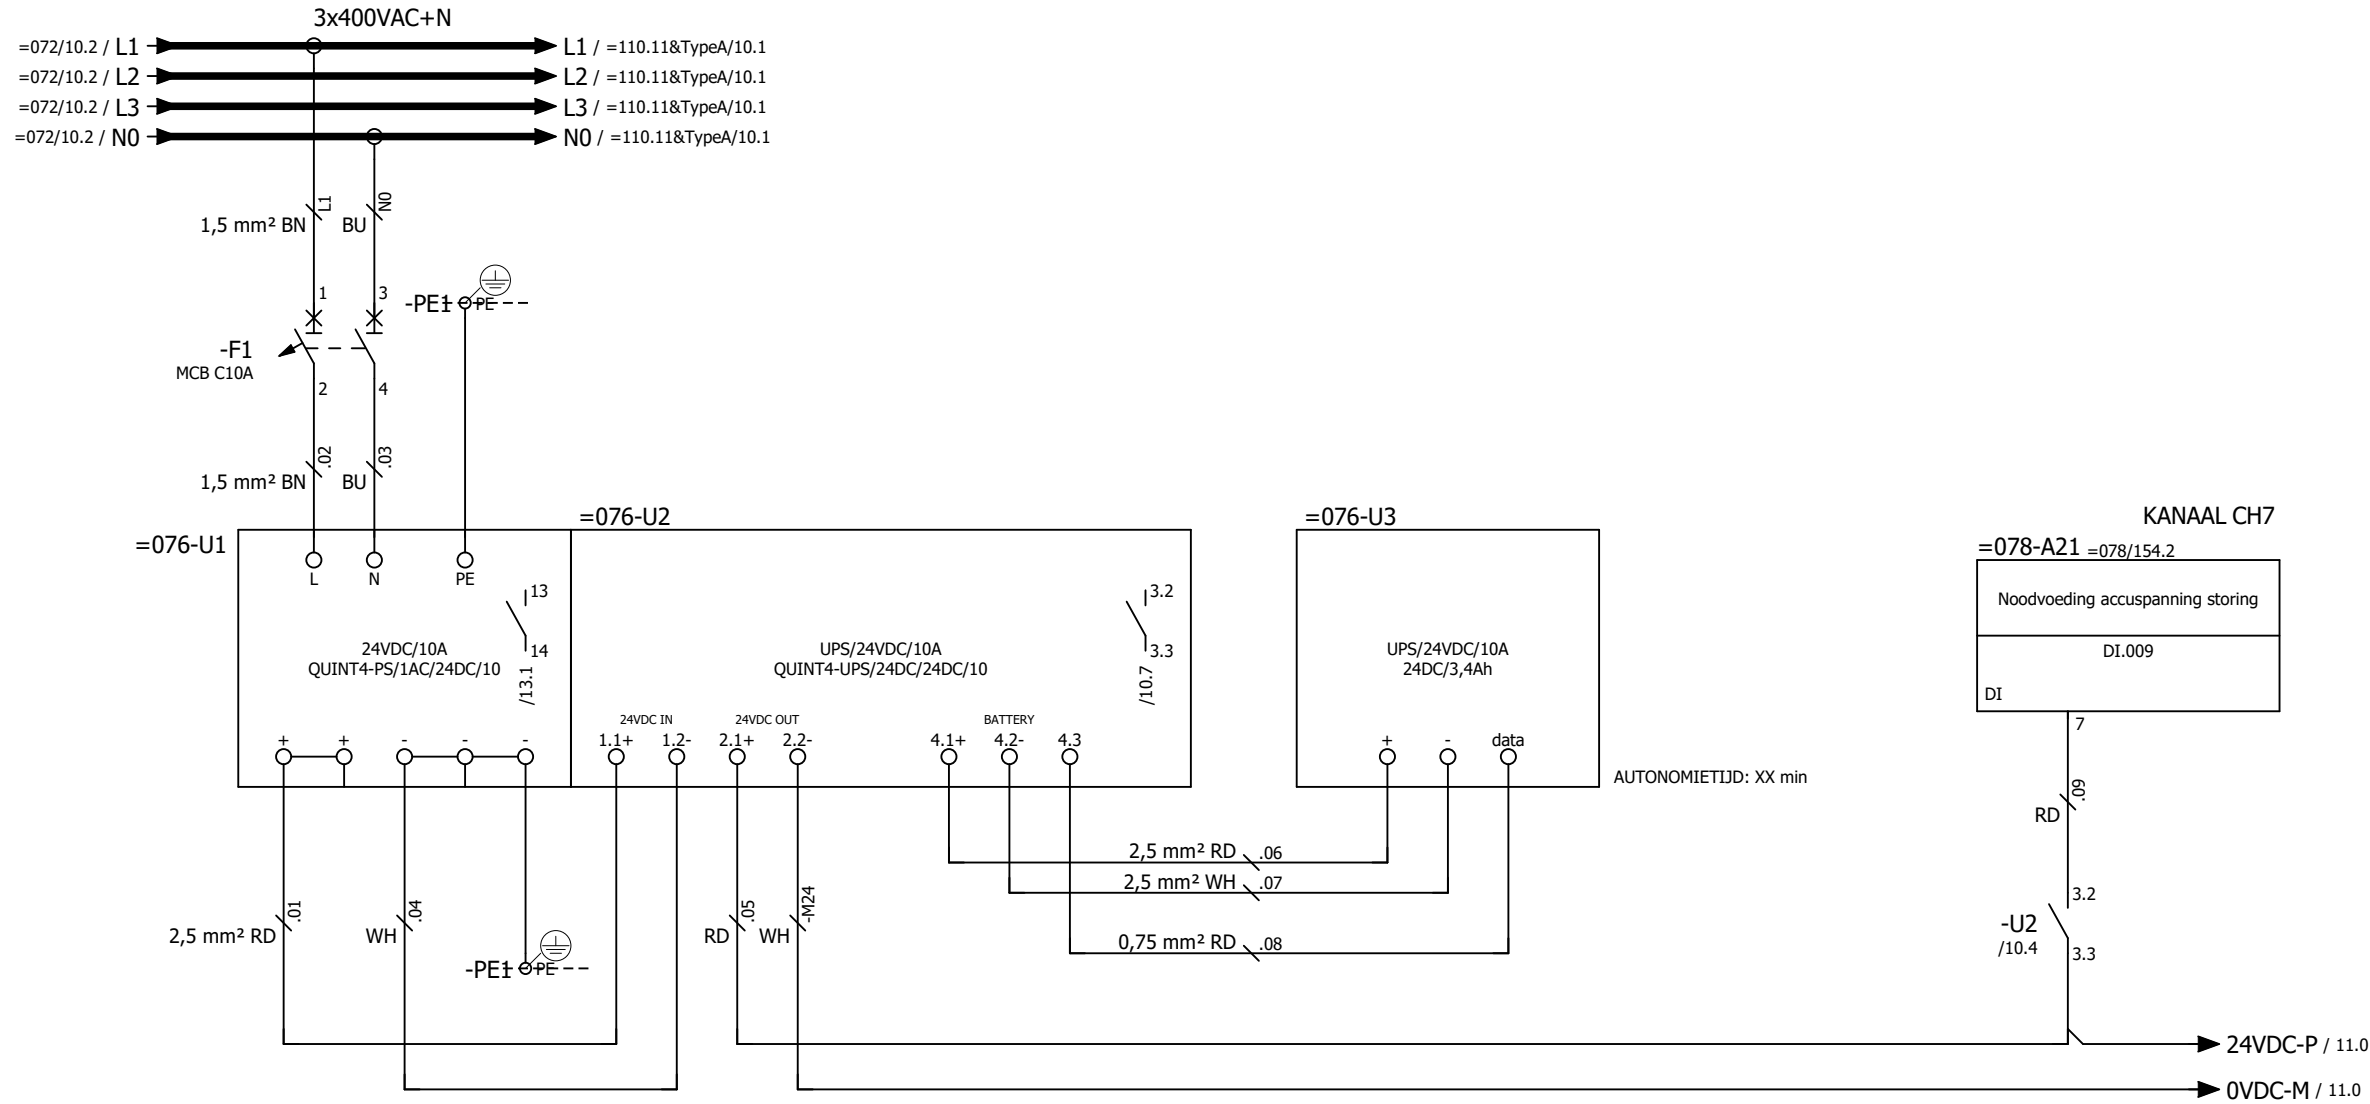 3x400VAC+N
=072/10.2 / L1
L1 / =110.11&TypeA/10.1
=072/10.2 / L2
L2 / =110.11&TypeA/10.1
=072/10.2 / L3
L3 / =110.11&TypeA/10.1
=072/10.2 / N0
N0 / =110.11&TypeA/10.1
L1
N0
1,5 mm² BN
BU
1
3
-PE1
PE
-F1
MCB C10A
2
4
.02
.03
1,5 mm² BN
BU
=076-U1
L
N
PE
13
14
/13.1
24VDC/10A
QUINT4-PS/1AC/24DC/10
+
+
-
-
-
=076-U2
3.2
3.3
/10.7
UPS/24VDC/10A
QUINT4-UPS/24DC/24DC/10
24VDC IN
24VDC OUT
BATTERY
1.1+
1.2-
2.1+
2.2-
4.1+
4.2-
4.3
=076-U3
UPS/24VDC/10A
24DC/3,4Ah
+
-
data
AUTONOMIETIJD: XX min
KANAAL CH7
=078-A21 =078/154.2
Noodvoeding accuspanning storing
DI.009
DI
7
.09
RD
3.2
-U2
/10.4
3.3
2,5 mm² RD
.06
2,5 mm² WH
.07
0,75 mm² RD
.08
.01
.04
.05
-M24
2,5 mm² RD
WH
RD
WH
-PE1
PE
24VDC-P / 11.0
0VDC-M / 11.0